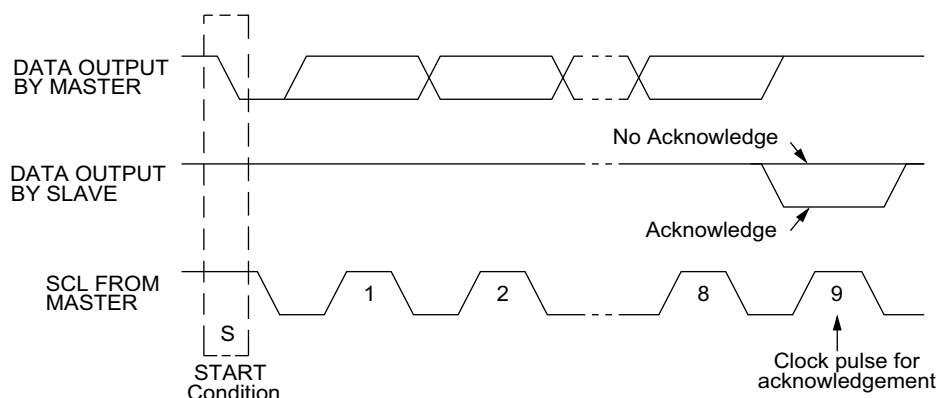 DATA OUTPUT
BY MASTER
No Acknowledge
DATA OUTPUT
BY SLAVE
Acknowledge
SCL FROM
MASTER
1
2
8
9
S
START
Condition
Clock pulse for
acknowledgement